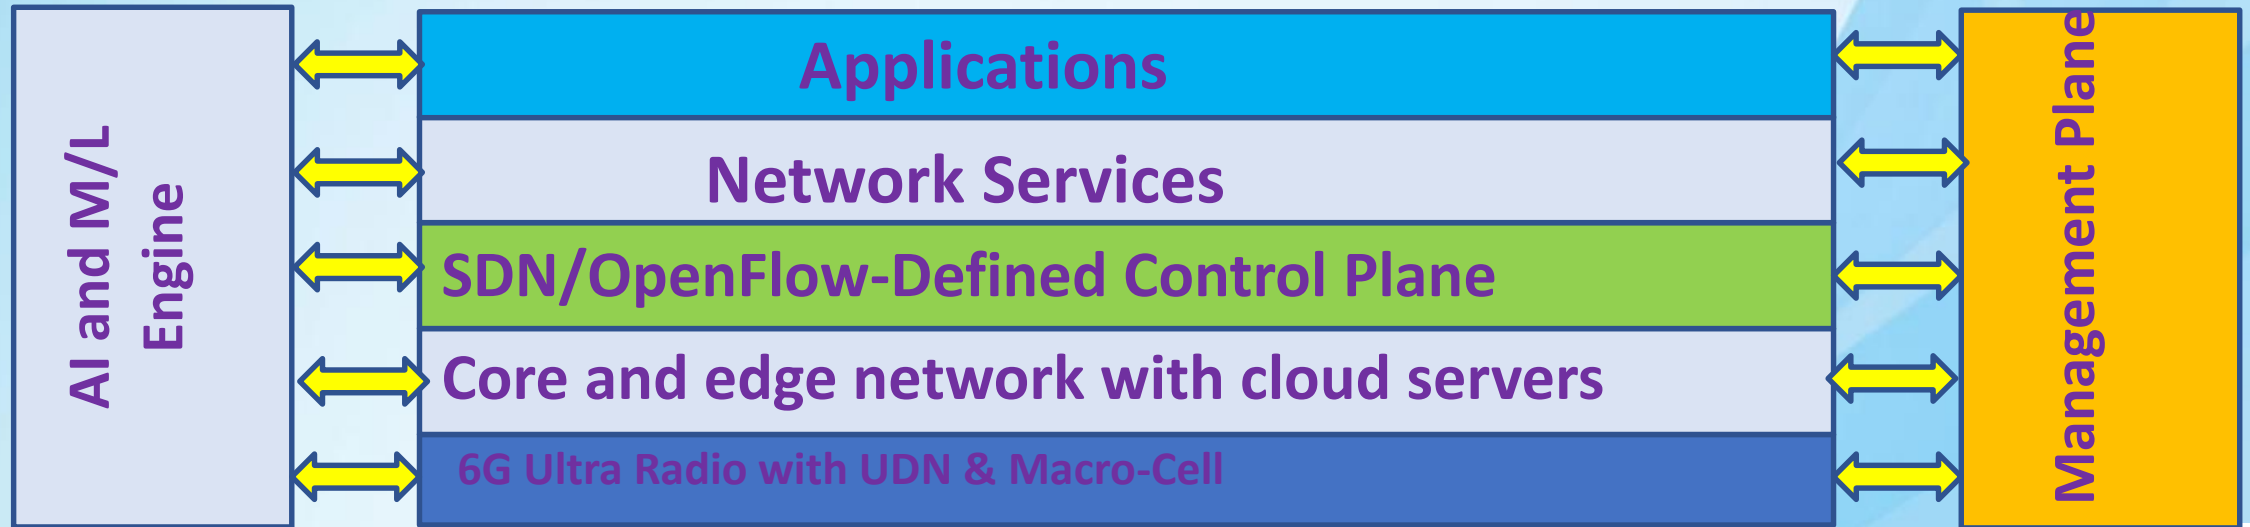 AI and M/L
Engine
Applications
Network Services
SDN/OpenFlow-Defined Control Plane
Core and edge network with cloud servers
6G Ultra Radio with UDN & Macro-Cell
Management Plane